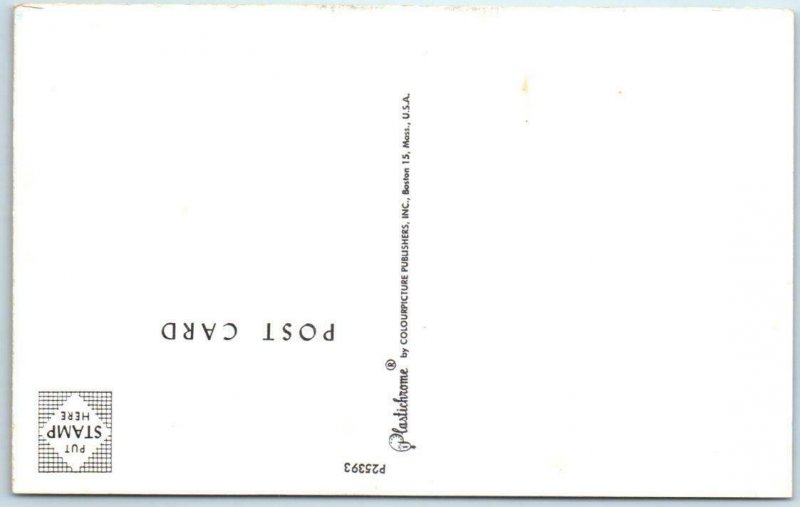 P25393
POST CARD
PUT
STAMP
HERE
Plastichrome® by COLOURPICTURE PUBLISHERS, INC., Boston 15, Mass., U.S.A.